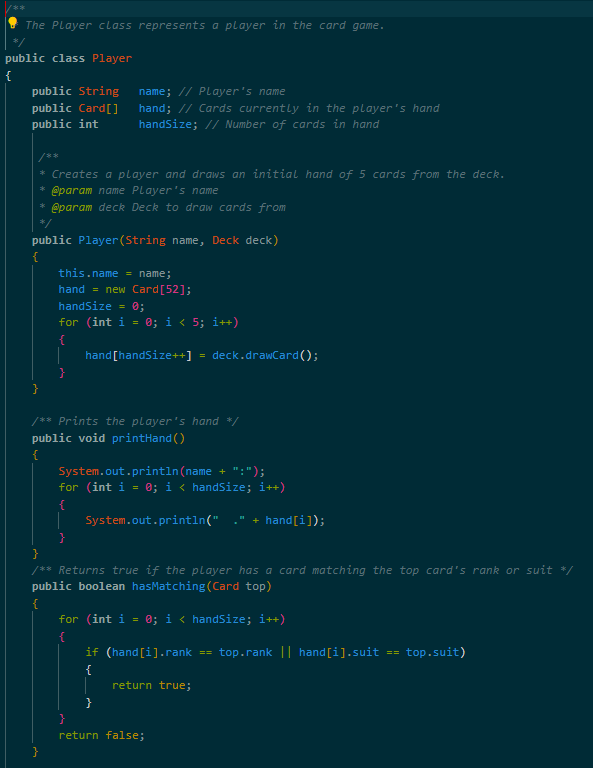 /**
 * The Player class represents a player in the card game.
 */
public class Player
{
    public String   name; // Player's name
    public Card[]   hand; // Cards currently in the player's hand
    public int      handSize; // Number of cards in hand

     /**
     * Creates a player and draws an initial hand of 5 cards from the deck.
     * @param name Player's name
     * @param deck Deck to draw cards from
     */
    public Player(String name, Deck deck)
    {
        this.name = name;
        hand = new Card[52];
        handSize = 0;
        for (int i = 0; i < 5; i++)
        {
            hand[handSize++] = deck.drawCard();
        }
    }

    /** Prints the player's hand */
    public void printHand()
    {
        System.out.println(name + ":");
        for (int i = 0; i < handSize; i++)
        {
            System.out.println("  ." + hand[i]);
        }
    }
    /** Returns true if the player has a card matching the top card's rank or suit */
    public boolean hasMatching(Card top)
    {
        for (int i = 0; i < handSize; i++)
        {
            if (hand[i].rank == top.rank || hand[i].suit == top.suit)
            {
                return true;
            }
        }
        return false;
    }